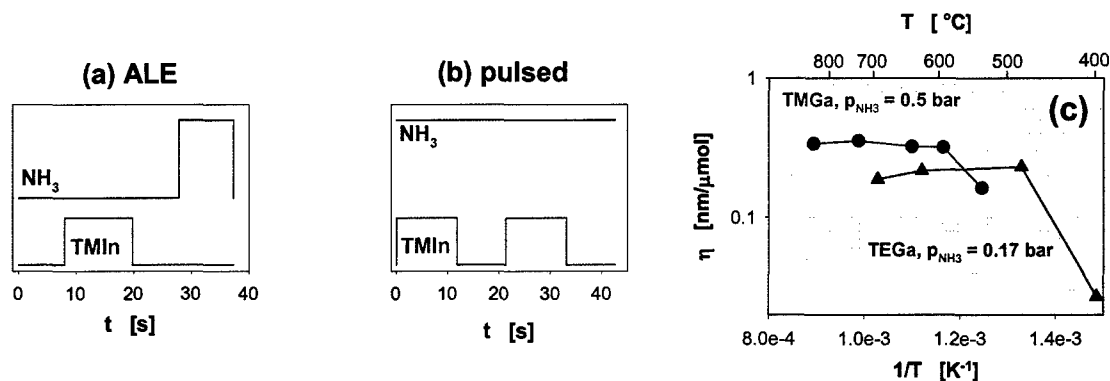 (a) ALE
NH₃
TMIn
0 10 20 30 40
t [s]
(b) pulsed
NH₃
TMIn
0 10 20 30 40
t [s]
T [ °C]
800 700 600 500 400
(c)
TMGa, pNH3 = 0.5 bar
TEGa, pNH3 = 0.17 bar
1
0.1
η [nm/μmol]
8.0e-4 1.0e-3 1.2e-3 1.4e-3
1/T [K⁻¹]